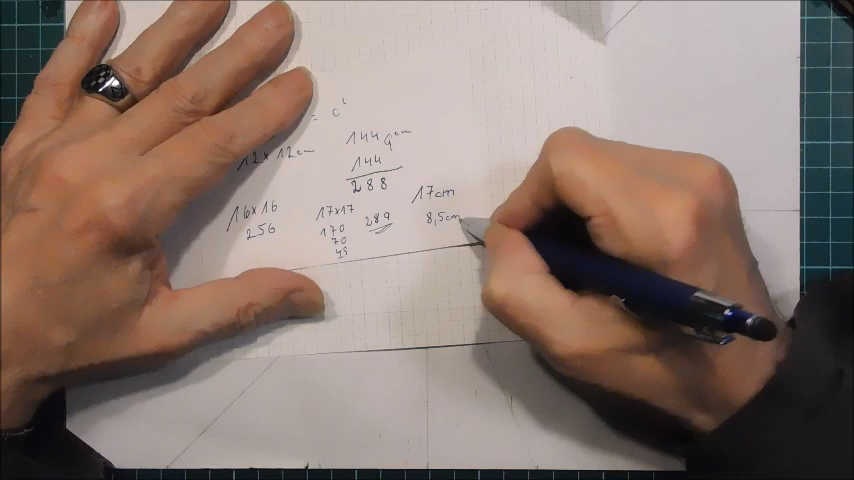 = c²
12 x 12cm
144 qcm
144
288
16x16
256
17x17
170
70
49
289
17cm
8,5cm